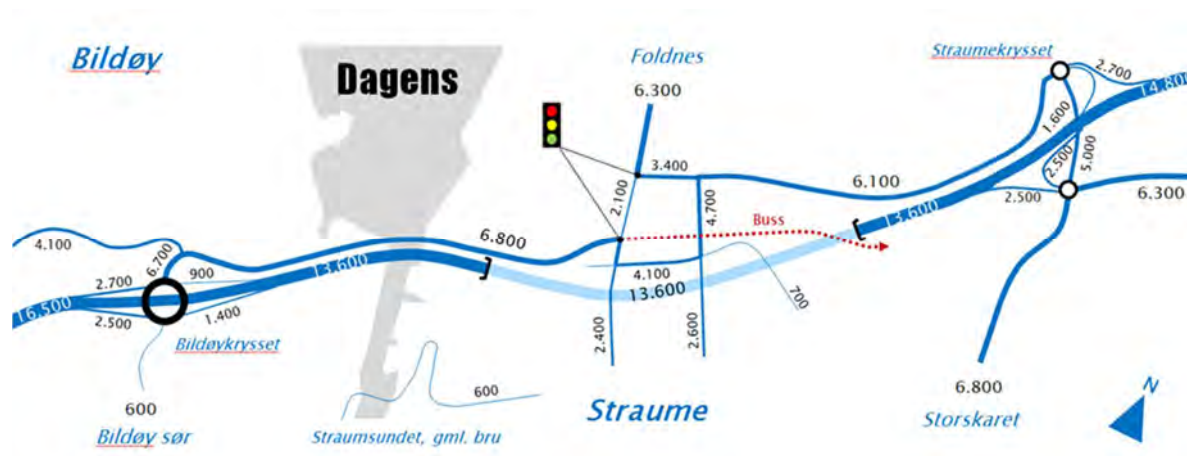 Bildøy
Dagens
Foldnes
6.300
Straumekrysset
2.700
14.800
1.600
2.500
5.000
3.400
2.100
4.700
6.100
2.500
6.300
Buss
13.600
4.100
6.700
6.800
2.700
900
13.600
4.100
13.600
700
16.500
2.500
1.400
Bildøykrysset
2.400
2.600
600
Bildøy sør
600
Straumsundet, gml. bru
Straume
6.800
Storskaret
N